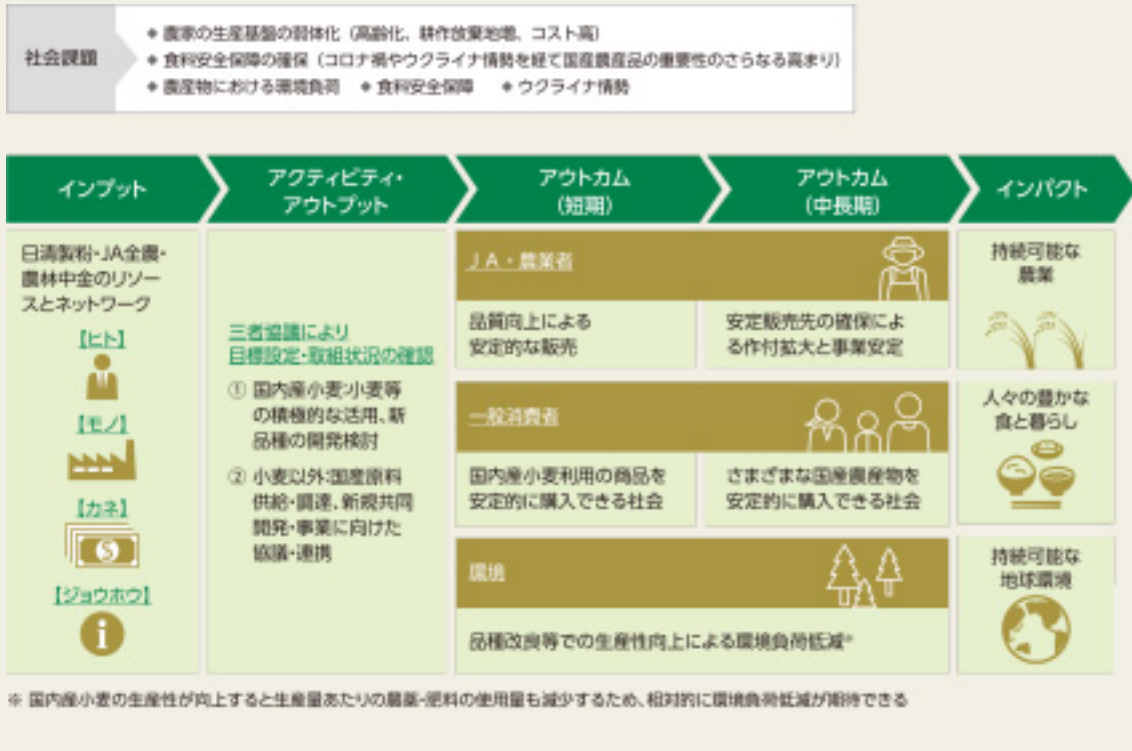 社会課題
● 農家の生産基盤の弱体化（高齢化、耕作放棄地増、コスト高）
● 食料安全保障の確保（コロナ禍やウクライナ情勢を経て国産農産品の重要性のさらなる高まり）
● 農産物における環境負荷　● 食料安全保障　● ウクライナ情勢
インプット
アクティビティ・
アウトプット
アウトカム
（短期）
アウトカム
（中長期）
インパクト
日清製粉・JA全農・
農林中金のリソー
スとネットワーク
【ヒト】
【モノ】
【カネ】
$
【ジョウホウ】
i
三者協議により
目標設定・取組状況の確認
① 国内産小麦:小麦等
の積極的な活用、新
品種の開発検討
② 小麦以外:国産原料
供給・調達、新規共同
開発・事業に向けた
協議・連携
ＪＡ・農業者
品質向上による
安定的な販売
安定販売先の確保によ
る作付拡大と事業安定
一般消費者
国内産小麦利用の商品を
安定的に購入できる社会
さまざまな国産農産物を
安定的に購入できる社会
環境
品種改良等での生産性向上による環境負荷低減※
持続可能な
農業
人々の豊かな
食と暮らし
持続可能な
地球環境
※ 国内産小麦の生産性が向上すると生産量あたりの農薬・肥料の使用量も減少するため、相対的に環境負荷低減が期待できる